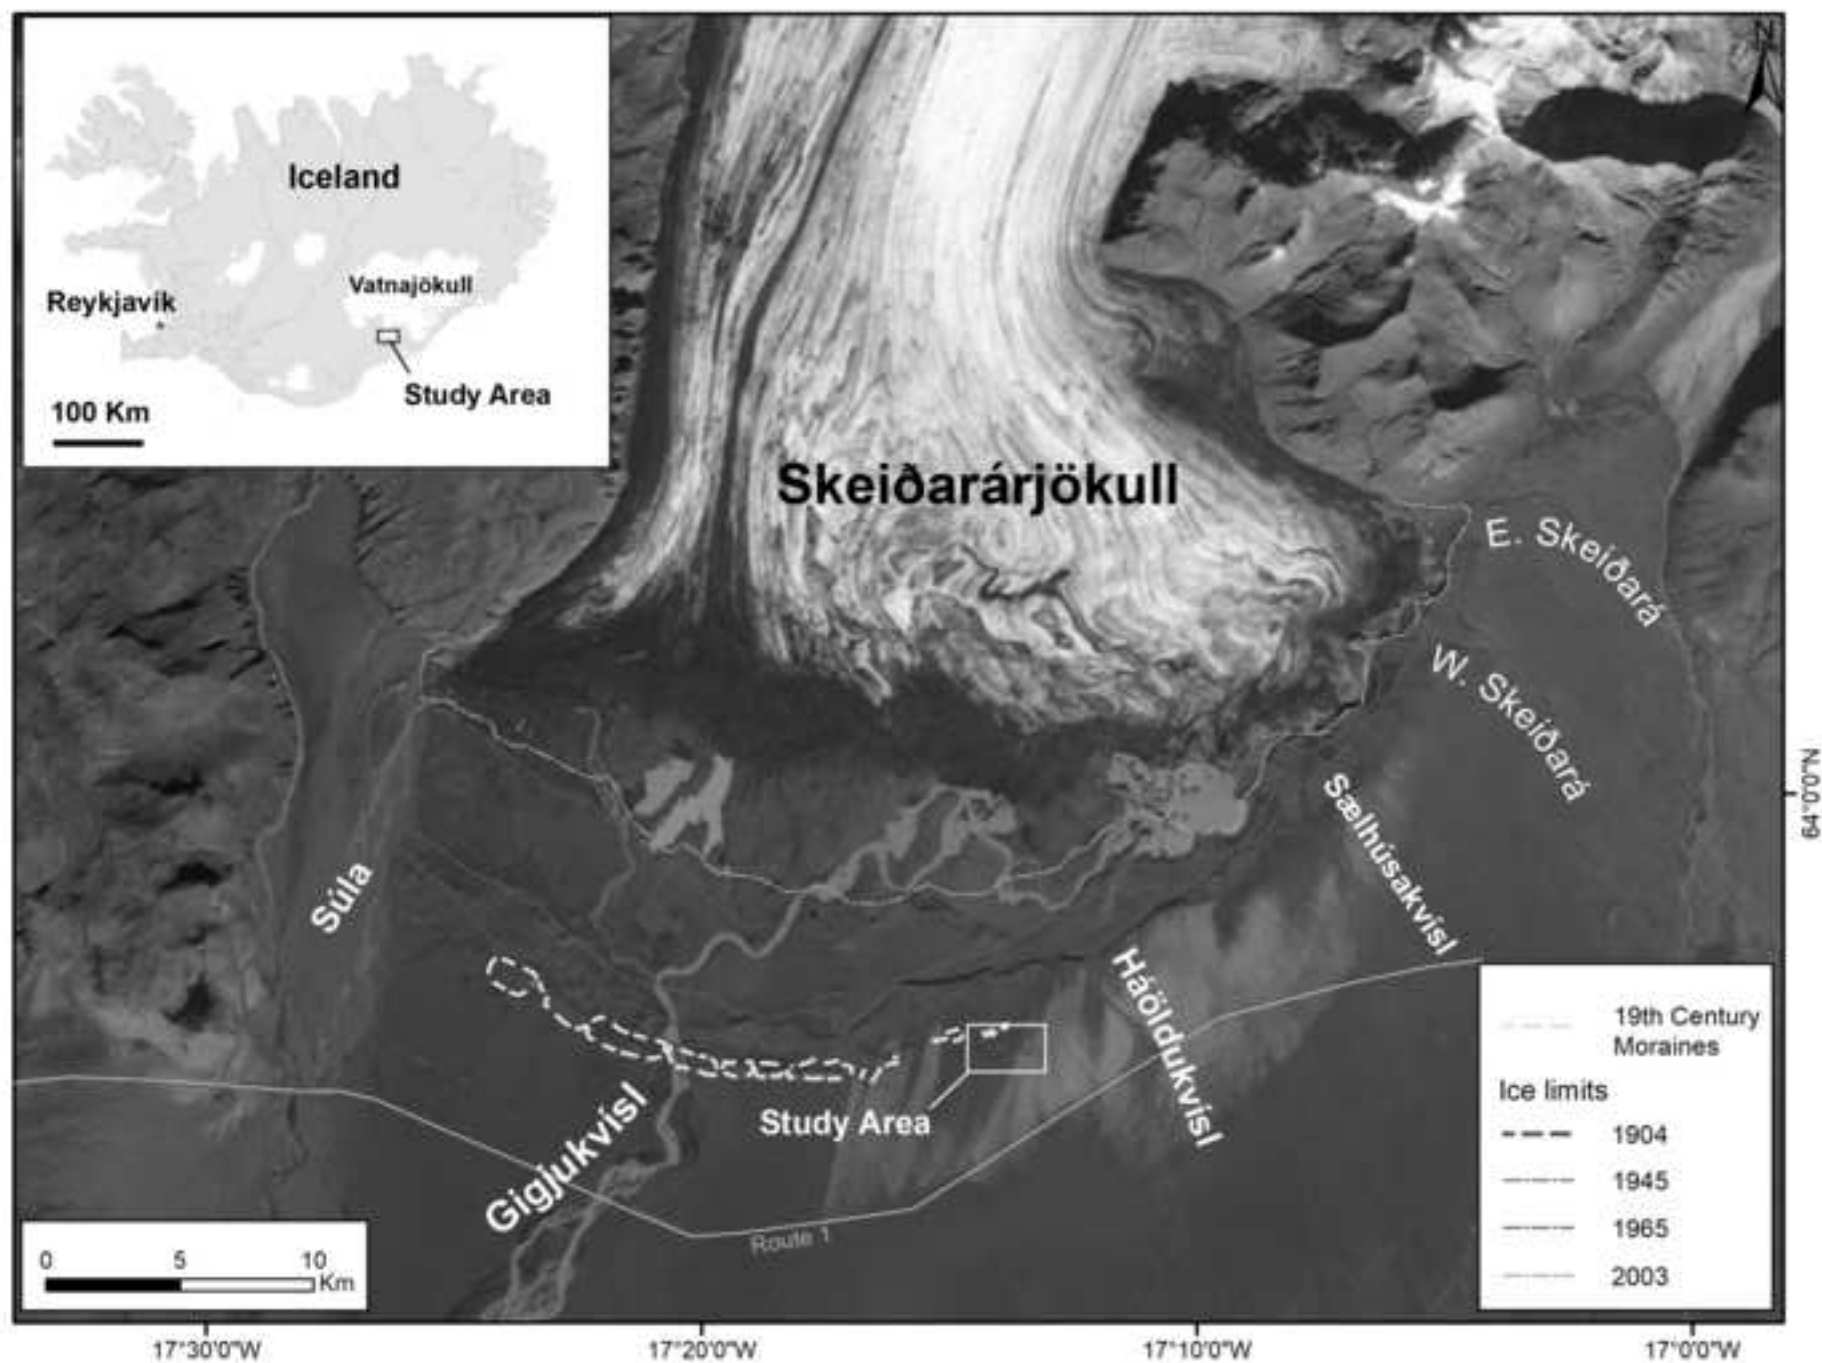 Iceland
Vatnajökull
Reykjavík
Study Area
100 Km
N
Skeiðarárjökull
E. Skeiðará
W. Skeiðará
Sælhúsakvísl
64°0'0"N
Súla
Háöldukvísl
Study Area
Gígjukvísl
Route 1
19th Century
Moraines
Ice limits
1904
1945
1965
2003
0 5 10
Km
17°30'0"W 17°20'0"W 17°10'0"W 17°0'0"W